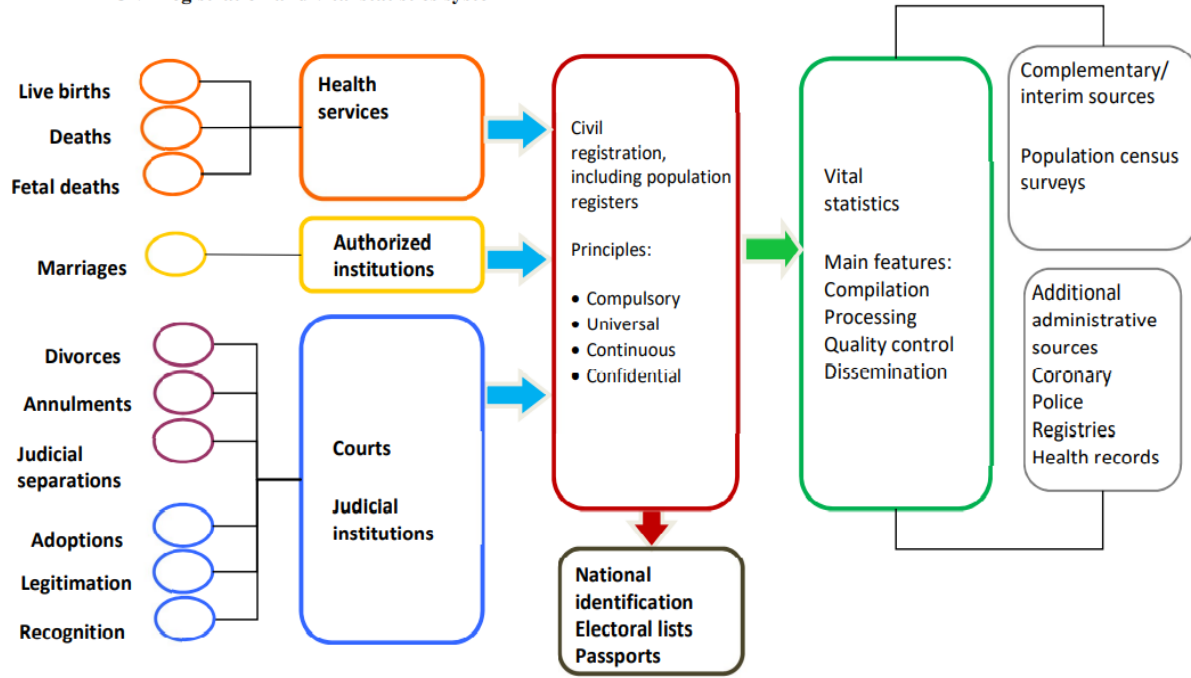 Live births
Deaths
Fetal deaths
Marriages
Divorces
Annulments
Judicial
separations
Adoptions
Legitimation
Recognition
Health
services
Authorized
institutions
Courts
Judicial
institutions
Civil
registration,
including population
registers
Principles:
• Compulsory
• Universal
• Continuous
• Confidential
National
identification
Electoral lists
Passports
Vital
statistics
Main features:
Compilation
Processing
Quality control
Dissemination
Complementary/
interim sources
Population census
surveys
Additional
administrative
sources
Coronary
Police
Registries
Health records